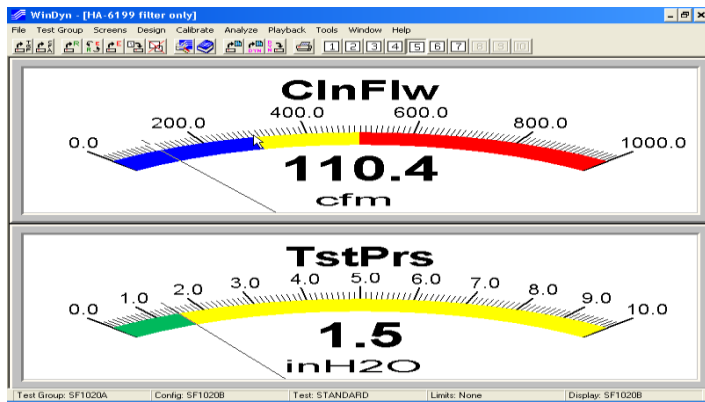 WinDyn - [HA-6199 filter only]
File Test Group Screens Design Calibrate Analyze Playback Tools Window Help
1 2 3 4 5 6 7 8 9 10
ClnFlw
0.0 200.0 400.0 600.0 800.0 1000.0
110.4
cfm
TstPrs
0.0 1.0 2.0 3.0 4.0 5.0 6.0 7.0 8.0 9.0 10.0
1.5
inH2O
Test Group: SF1020A Config: SF1020B Test: STANDARD Limits: None Display: SF1020B